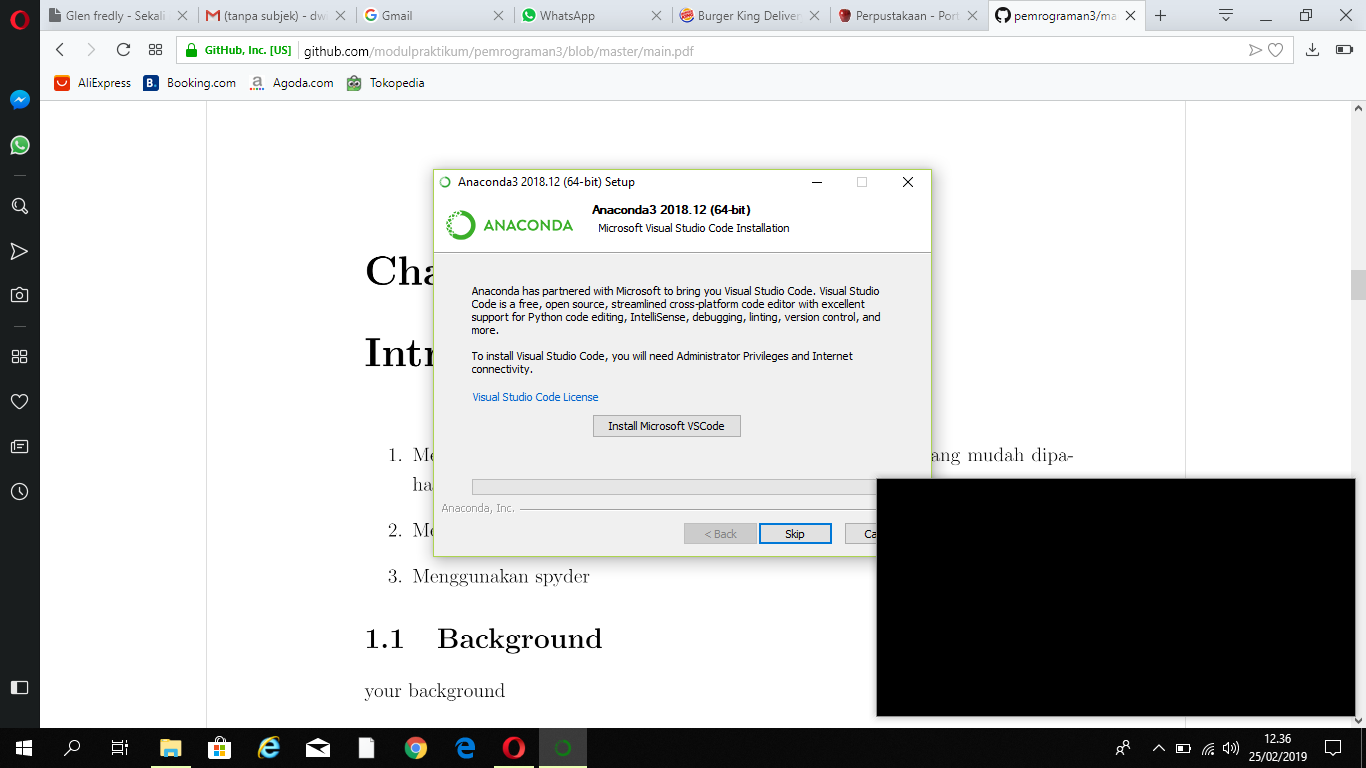 Glen fredly - Sekali
(tanpa subjek) - dw
Gmail
WhatsApp
Burger King Deliver
Perpustakaan - Port
pemrograman3/ma
GitHub, Inc. [US]
github.com/modulpraktikum/pemrograman3/blob/master/main.pdf
AliExpress
B.
Booking.com
a
Agoda.com
Tokopedia
Anaconda3 2018.12 (64-bit) Setup
ANACONDA
Anaconda3 2018.12 (64-bit)
Microsoft Visual Studio Code Installation
Anaconda has partnered with Microsoft to bring you Visual Studio Code. Visual Studio
Code is a free, open source, streamlined cross-platform code editor with excellent
support for Python code editing, IntelliSense, debugging, linting, version control, and
more.
To install Visual Studio Code, you will need Administrator Privileges and Internet
connectivity.
Visual Studio Code License
Install Microsoft VSCode
Anaconda, Inc.
< Back
Skip
Ca
Cha
Intr
1. Me
ang mudah dipa-
ha
2. Me
3. Menggunakan spyder
1.1 Background
your background
12.36
25/02/2019